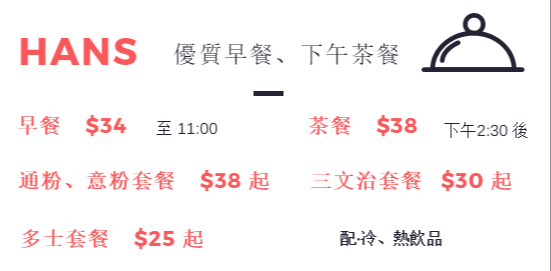 HANS 優質早餐、下午茶餐
早餐 $34 至 11:00 茶餐 $38 下午2:30 後
通粉、意粉套餐 $38 起 三文治套餐 $30 起
多士套餐 $25 起 配冷、熱飲品